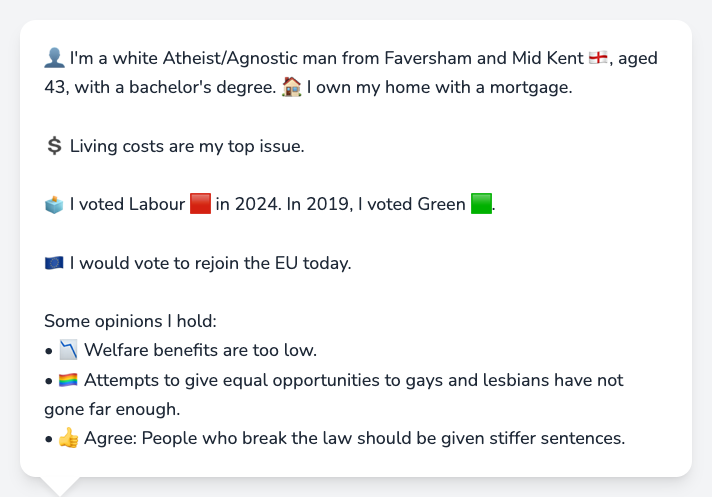 👤 I'm a white Atheist/Agnostic man from Faversham and Mid Kent 🏴󠁧󠁢󠁥󠁮󠁧󠁿, aged
43, with a bachelor's degree. 🏠 I own my home with a mortgage.
💲 Living costs are my top issue.
🗳️ I voted Labour 🟥 in 2024. In 2019, I voted Green 🟩.
🇪🇺 I would vote to rejoin the EU today.
Some opinions I hold:
• 📉 Welfare benefits are too low.
• 🏳️‍🌈 Attempts to give equal opportunities to gays and lesbians have not
gone far enough.
• 👍 Agree: People who break the law should be given stiffer sentences.